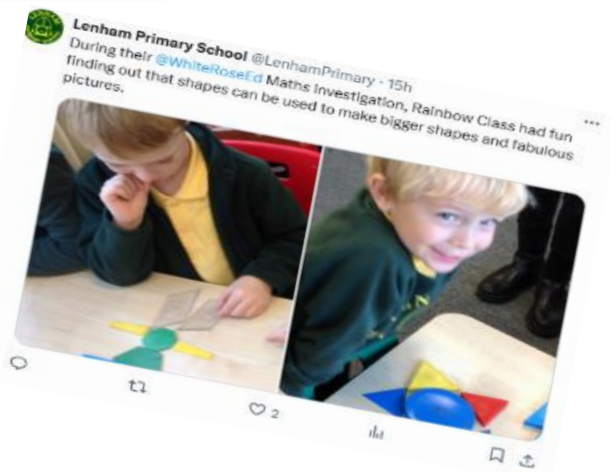 Lenham Primary School @LenhamPrimary · 15h
During their @WhiteRoseEd Maths Investigation, Rainbow Class had fun
finding out that shapes can be used to make bigger shapes and fabulous
pictures.
2